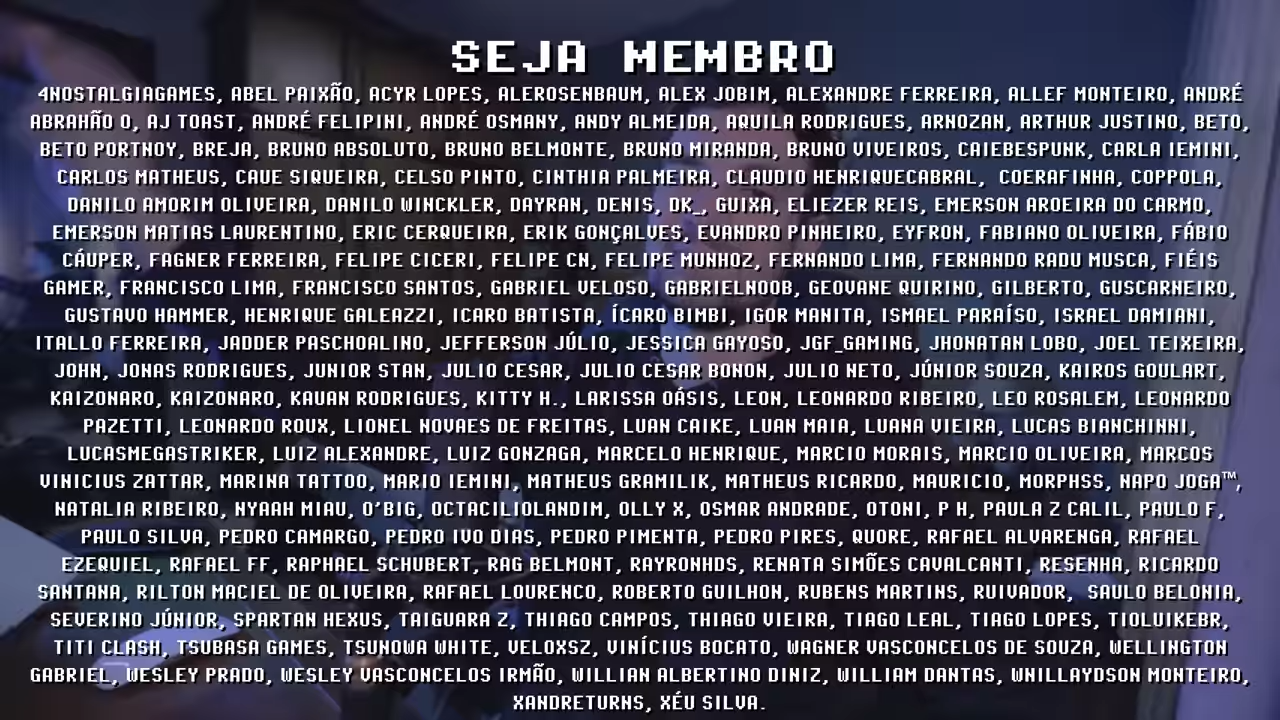 SEJA MEMBRO
4NOSTALGIAGAMES, ABEL PAIXÃO, ACYR LOPES, ALEROSENBAUM, ALEX JOBIM, ALEXANDRE FERREIRA, ALLEF MONTEIRO, ANDRÉ
ABRAHÃO O, AJ TOAST, ANDRÉ FELIPINI, ANDRÉ OSMANY, ANDY ALMEIDA, AQUILA RODRIGUES, ARNOZAN, ARTHUR JUSTINO, BETO,
BETO PORTNOY, BREJA, BRUNO ABSOLUTO, BRUNO BELMONTE, BRUNO MIRANDA, BRUNO VIVEIROS, CAIEBESPUNK, CARLA IEMINI,
CARLOS MATHEUS, CAVE SIQUEIRA, CELSO PINTO, CINTHIA PALMEIRA, CLAUDIO HENRIQUECABRAL,  COERAFINHA, COPPOLA,
DANILO AMORIM OLIVEIRA, DANILO WINCKLER, DAYRAN, DENIS, DK_, GUIXA, ELIEZER REIS, EMERSON AROEIRA DO CARMO,
EMERSON MATIAS LAURENTINO, ERIC CERQUEIRA, ERIK GONÇALVES, EVANDRO PINHEIRO, EYFRON, FABIANO OLIVEIRA, FÁBIO
CÁUPER, FAGNER FERREIRA, FELIPE CICERI, FELIPE CN, FELIPE MUNHOZ, FERNANDO LIMA, FERNANDO RADU MUSCA, FIÉIS
GAMER, FRANCISCO LIMA, FRANCISCO SANTOS, GABRIEL VELOSO, GABRIELNOOB, GEOVANE QUIRINO, GILBERTO, GUSCARNEIRO,
GUSTAVO HAMMER, HENRIQUE GALEAZZI, ICARO BATISTA, ÍCARO BIMBI, IGOR MANITA, ISMAEL PARAÍSO, ISRAEL DAMIANI,
ITALLO FERREIRA, JADDER PASCHOALINO, JEFFERSON JÚLIO, JESSICA GAYOSO, JGF_GAMING, JHONATAN LOBO, JOEL TEIXEIRA,
JOHN, JONAS RODRIGUES, JUNIOR STAN, JULIO CESAR, JULIO CESAR BONON, JULIO NETO, JÚNIOR SOUZA, KAIROS GOULART,
KAIZONARO, KAIZONARO, KAUAN RODRIGUES, KITTY H., LARISSA OÁSIS, LEON, LEONARDO RIBEIRO, LEO ROSALEM, LEONARDO
PAZETTI, LEONARDO ROUX, LIONEL NOVAES DE FREITAS, LUAN CAIKE, LUAN MAIA, LUANA VIEIRA, LUCAS BIANCHINNI,
LUCASMEGASTRIKER, LUIZ ALEXANDRE, LUIZ GONZAGA, MARCELO HENRIQUE, MARCIO MORAIS, MARCIO OLIVEIRA, MARCOS
VINICIUS ZATTAR, MARINA TATTOO, MARIO IEMINI, MATHEUS GRAMILIK, MATHEUS RICARDO, MAURICIO, MORPHSS, NAPO JOGA™,
NATALIA RIBEIRO, NYAAH MIAU, O'BIG, OCTACILIOLANDIM, OLLY X, OSMAR ANDRADE, OTONI, P H, PAULA Z CALIL, PAULO F,
PAULO SILVA, PEDRO CAMARGO, PEDRO IVO DIAS, PEDRO PIMENTA, PEDRO PIRES, QUORE, RAFAEL ALVARENGA, RAFAEL
EZEQUIEL, RAFAEL FF, RAPHAEL SCHUBERT, RAG BELMONT, RAYRONHDS, RENATA SIMÕES CAVALCANTI, RESENHA, RICARDO
SANTANA, RILTON MACIEL DE OLIVEIRA, RAFAEL LOURENCO, ROBERTO GUILHON, RUBENS MARTINS, RUIVADOR,  SAULO BELONIA,
SEVERINO JÚNIOR, SPARTAN HEXUS, TAIGUARA Z, THIAGO CAMPOS, THIAGO VIEIRA, TIAGO LEAL, TIAGO LOPES, TIOLUIKEBR,
TITI CLASH, TSUBASA GAMES, TSUNOWA WHITE, VELOXSZ, VINÍCIUS BOCATO, WAGNER VASCONCELOS DE SOUZA, WELLINGTON
GABRIEL, WESLEY PRADO, WESLEY VASCONCELOS IRMÃO, WILLIAN ALBERTINO DINIZ, WILLIAM DANTAS, WNILLAYDSON MONTEIRO,
XANDRETURNS, XÉU SILVA.